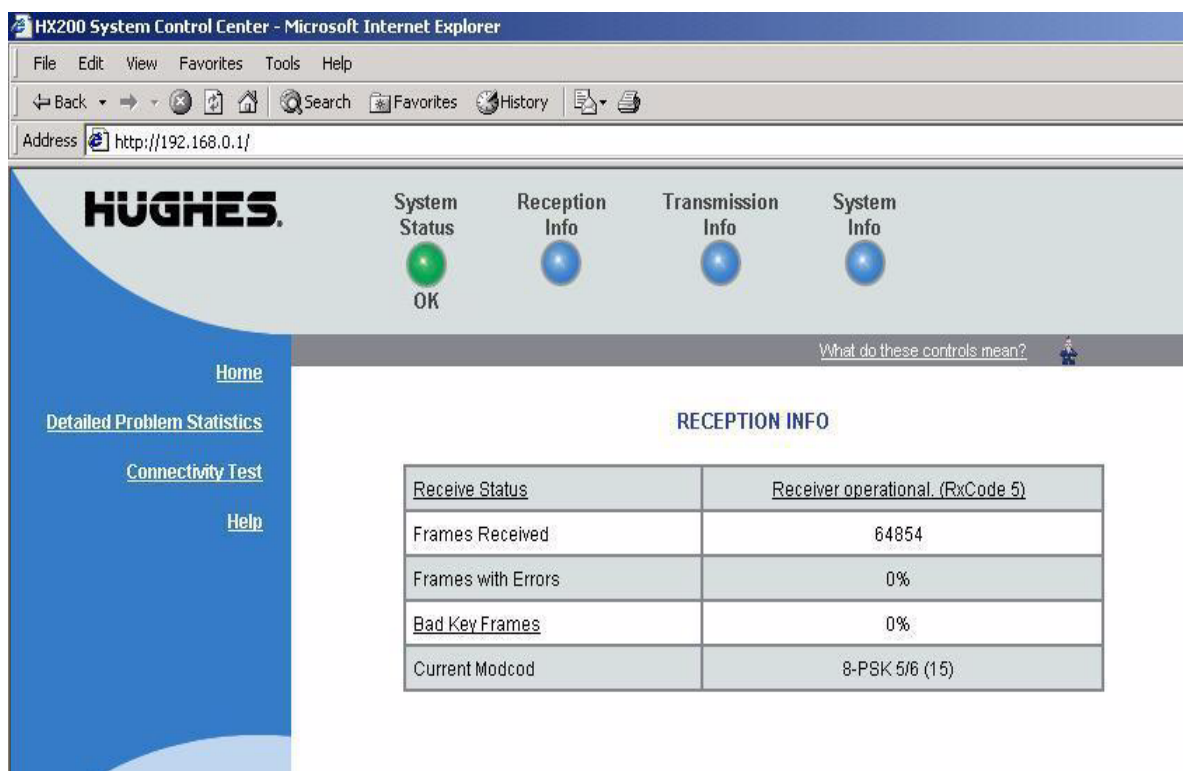 HX200 System Control Center - Microsoft Internet Explorer
File Edit View Favorites Tools Help
Back Search Favorites History
Address http://192.168.0.1/
HUGHES.
System Status
OK
Reception Info
Transmission Info
System Info
What do these controls mean?
Home
Detailed Problem Statistics
Connectivity Test
Help
RECEPTION INFO
Receive Status Receiver operational. (RxCode 5)
Frames Received 64854
Frames with Errors 0%
Bad Key Frames 0%
Current Modcod 8-PSK 5/6 (15)